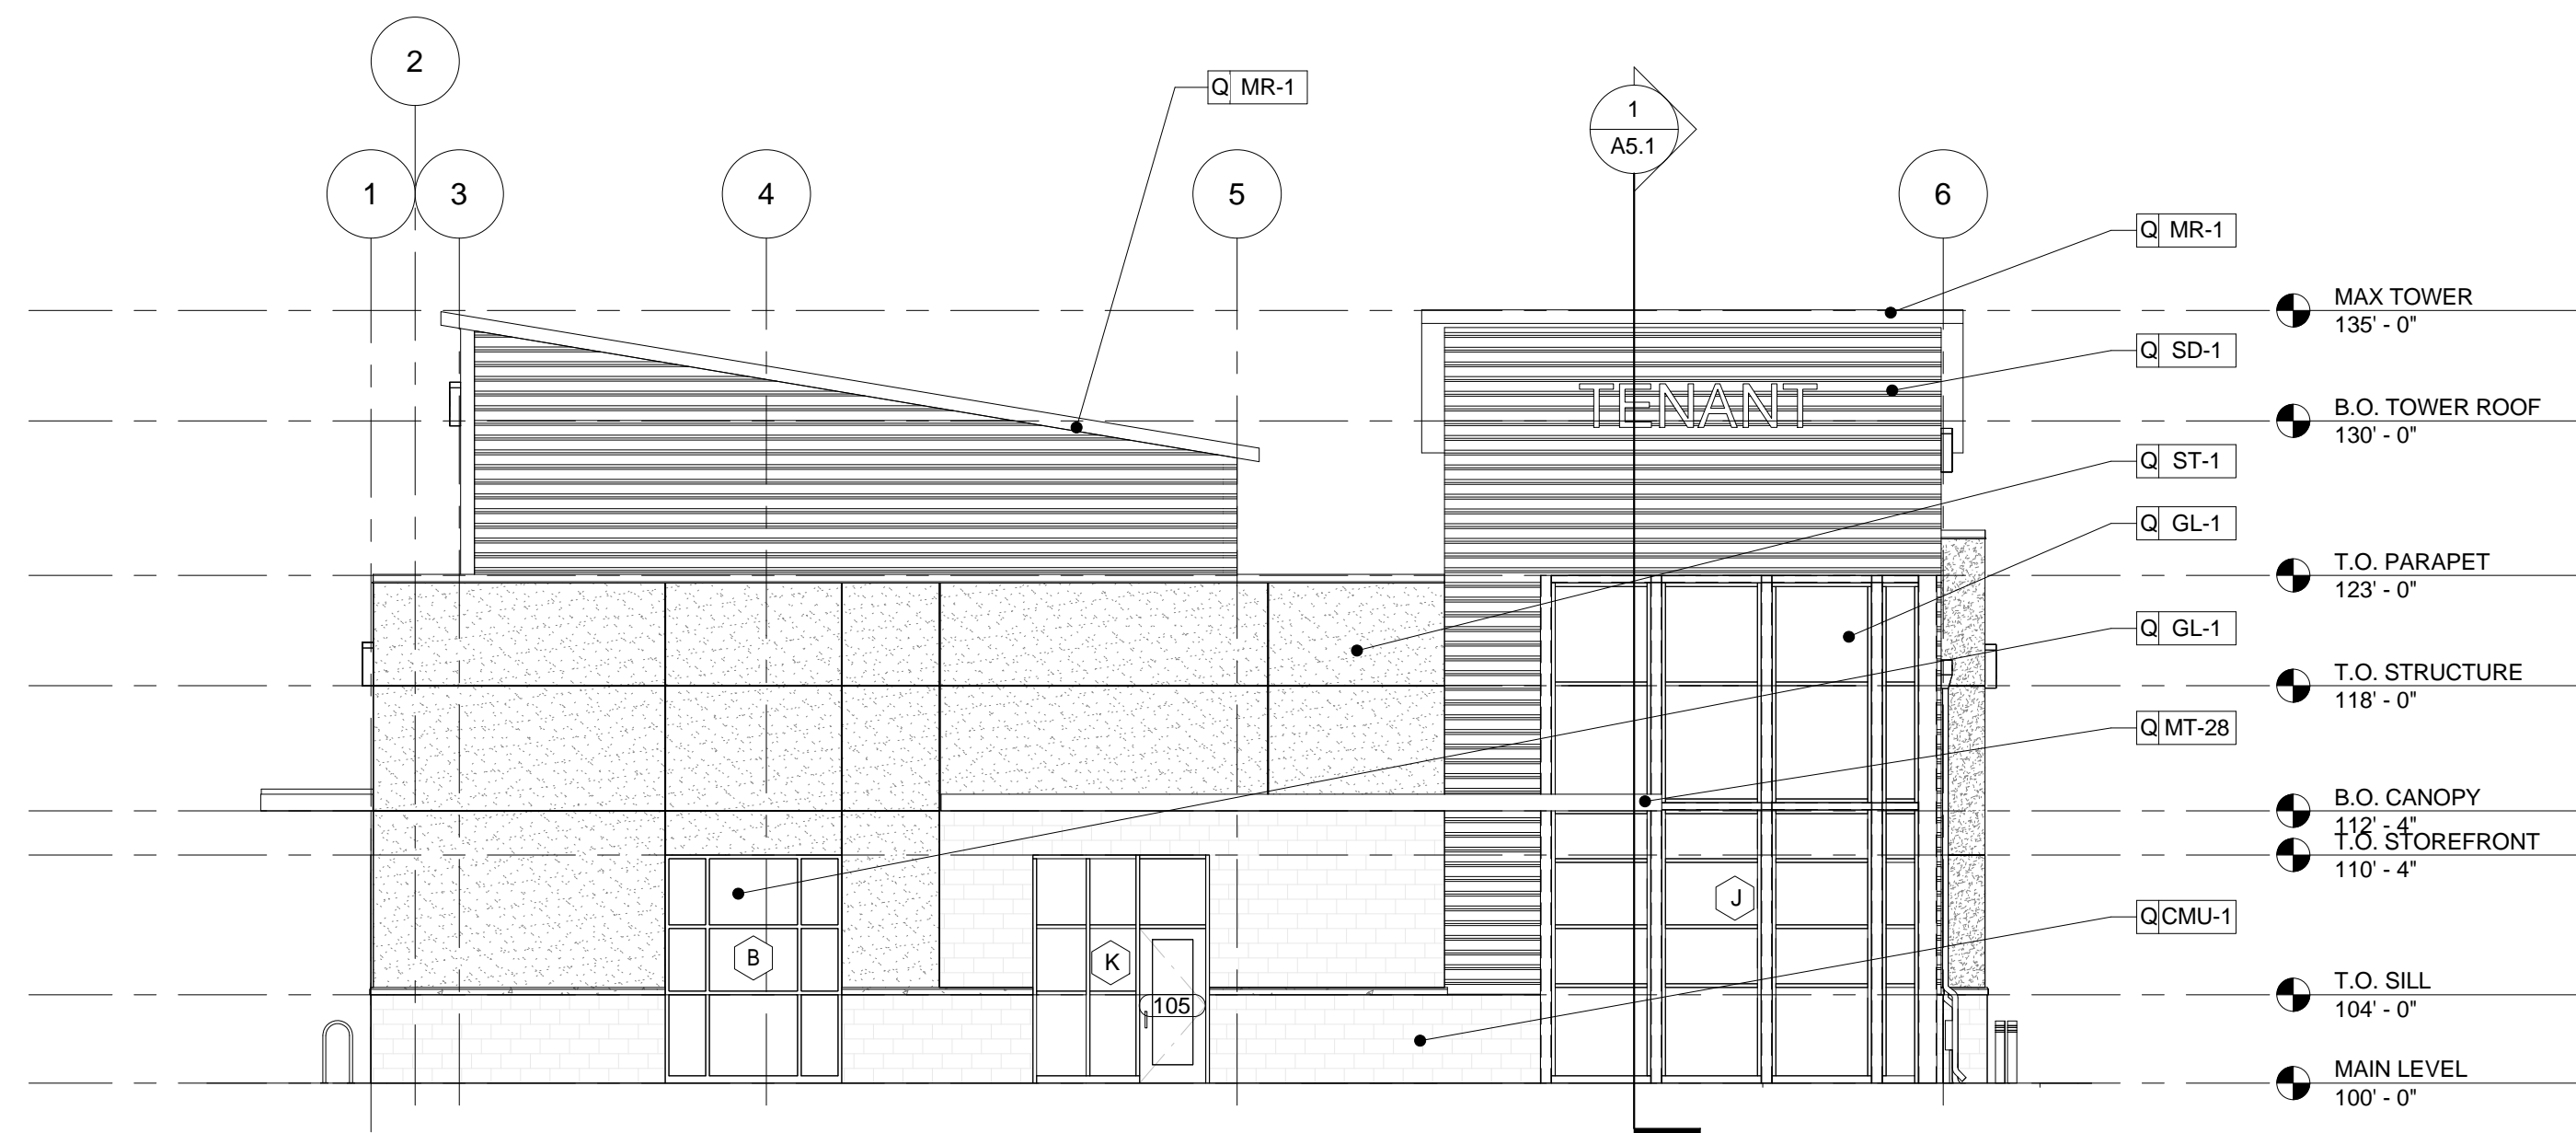 2
Q MR-1
1
A5.1
1
3
4
5
6
Q MR-1
MAX TOWER
135' - 0"
Q SD-1
TENANT
B.O. TOWER ROOF
130' - 0"
Q ST-1
Q GL-1
T.O. PARAPET
123' - 0"
Q GL-1
T.O. STRUCTURE
118' - 0"
Q MT-28
B.O. CANOPY
112' - 4"
T.O. STOREFRONT
110' - 4"
J
Q CMU-1
B
K
105
T.O. SILL
104' - 0"
MAIN LEVEL
100' - 0"